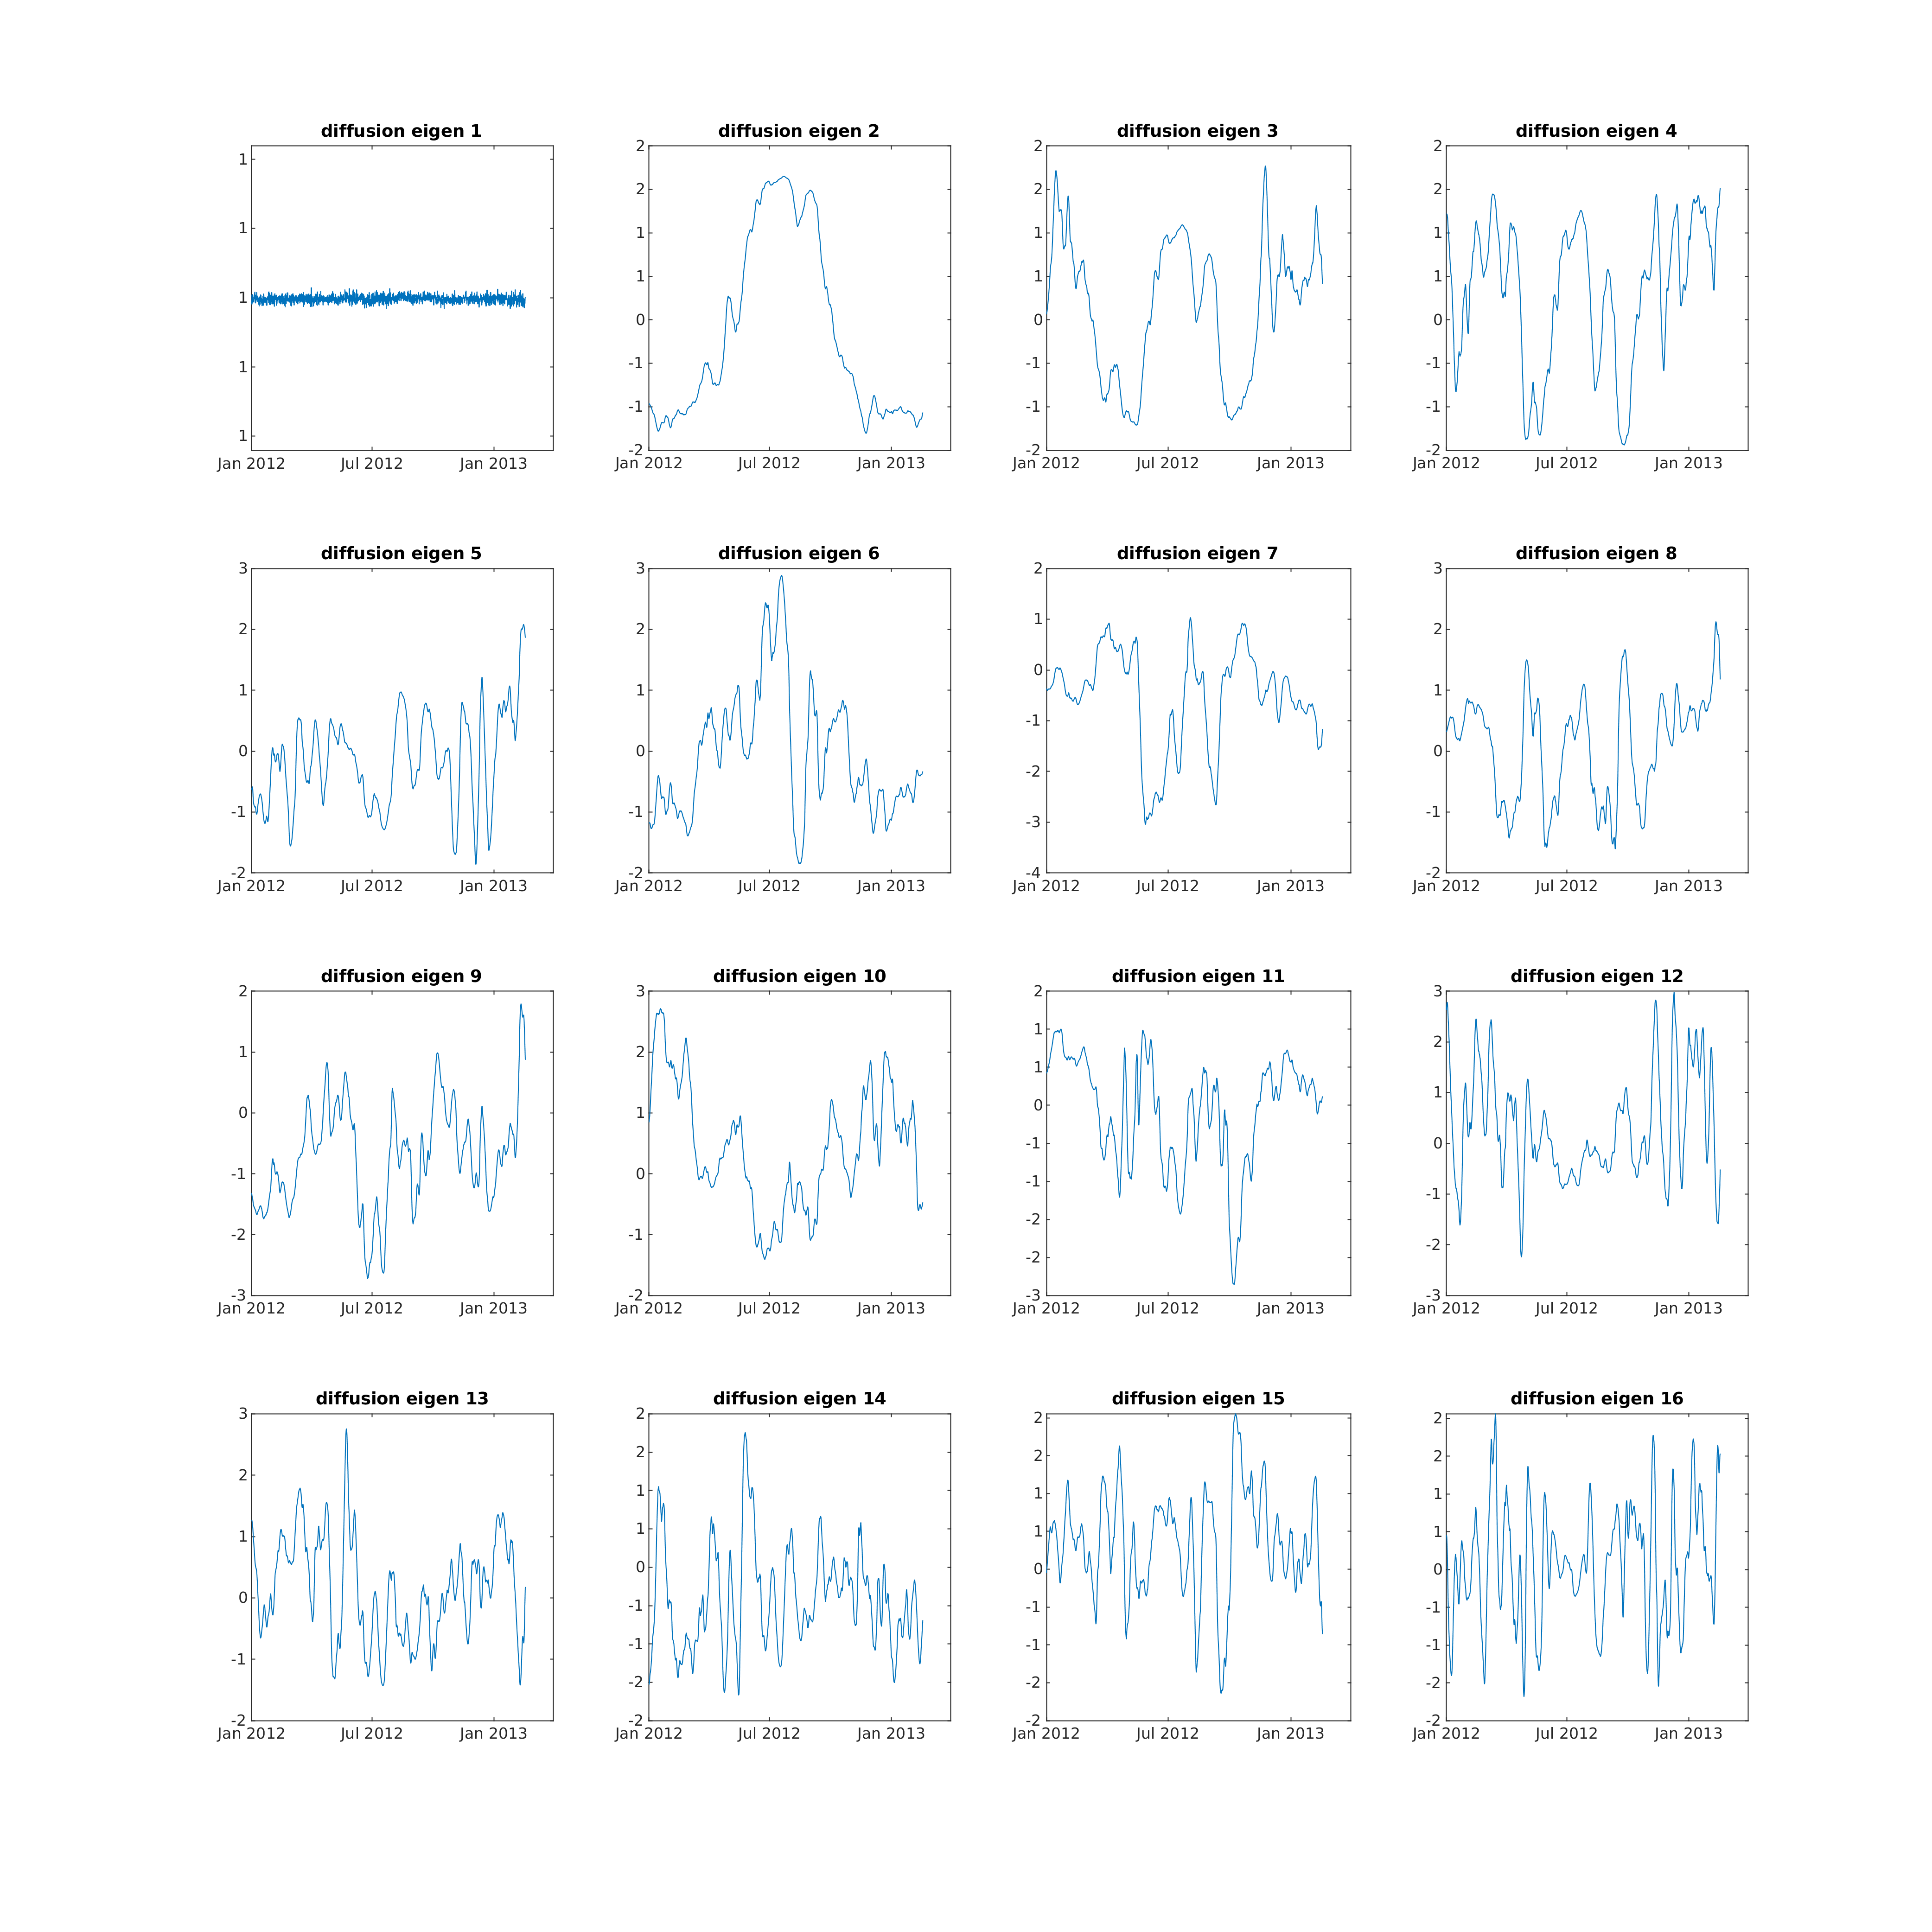 diffusion eigen 1 diffusion eigen 2 diffusion eigen 3 diffusion eigen 4
1 2 2 2
2 2 2
1 1 1 1
1 1 1
1 0 0 0
-1 -1 -1
1 -1 -1 -1
1 -2 -2 -2
Jan 2012 Jul 2012 Jan 2013 Jan 2012 Jul 2012 Jan 2013 Jan 2012 Jul 2012 Jan 2013 Jan 2012 Jul 2012 Jan 2013
diffusion eigen 5 diffusion eigen 6 diffusion eigen 7 diffusion eigen 8
3 3 2 3
2 2 1 2
1 1 0 1
0 0 -1 0
-1 -1 -2 -1
-3
-2 -2 -4 -2
Jan 2012 Jul 2012 Jan 2013 Jan 2012 Jul 2012 Jan 2013 Jan 2012 Jul 2012 Jan 2013 Jan 2012 Jul 2012 Jan 2013
diffusion eigen 9 diffusion eigen 10 diffusion eigen 11 diffusion eigen 12
2 3 2 3
1 2 1 2
1 1
0 1 0 1
-1 0 -1 0
-1
-2 -1 -2 -1
-2 -2
-3 -2 -3 -3
Jan 2012 Jul 2012 Jan 2013 Jan 2012 Jul 2012 Jan 2013 Jan 2012 Jul 2012 Jan 2013 Jan 2012 Jul 2012 Jan 2013
diffusion eigen 13 diffusion eigen 14 diffusion eigen 15 diffusion eigen 16
3 2 2 2
2 2 2 2
1 1 1
1 1 1 1
0 0 0 0
-1 -1 -1
-1 -1 -1 -1
-2 -2 -2
-2 -2 -2 -2
Jan 2012 Jul 2012 Jan 2013 Jan 2012 Jul 2012 Jan 2013 Jan 2012 Jul 2012 Jan 2013 Jan 2012 Jul 2012 Jan 2013